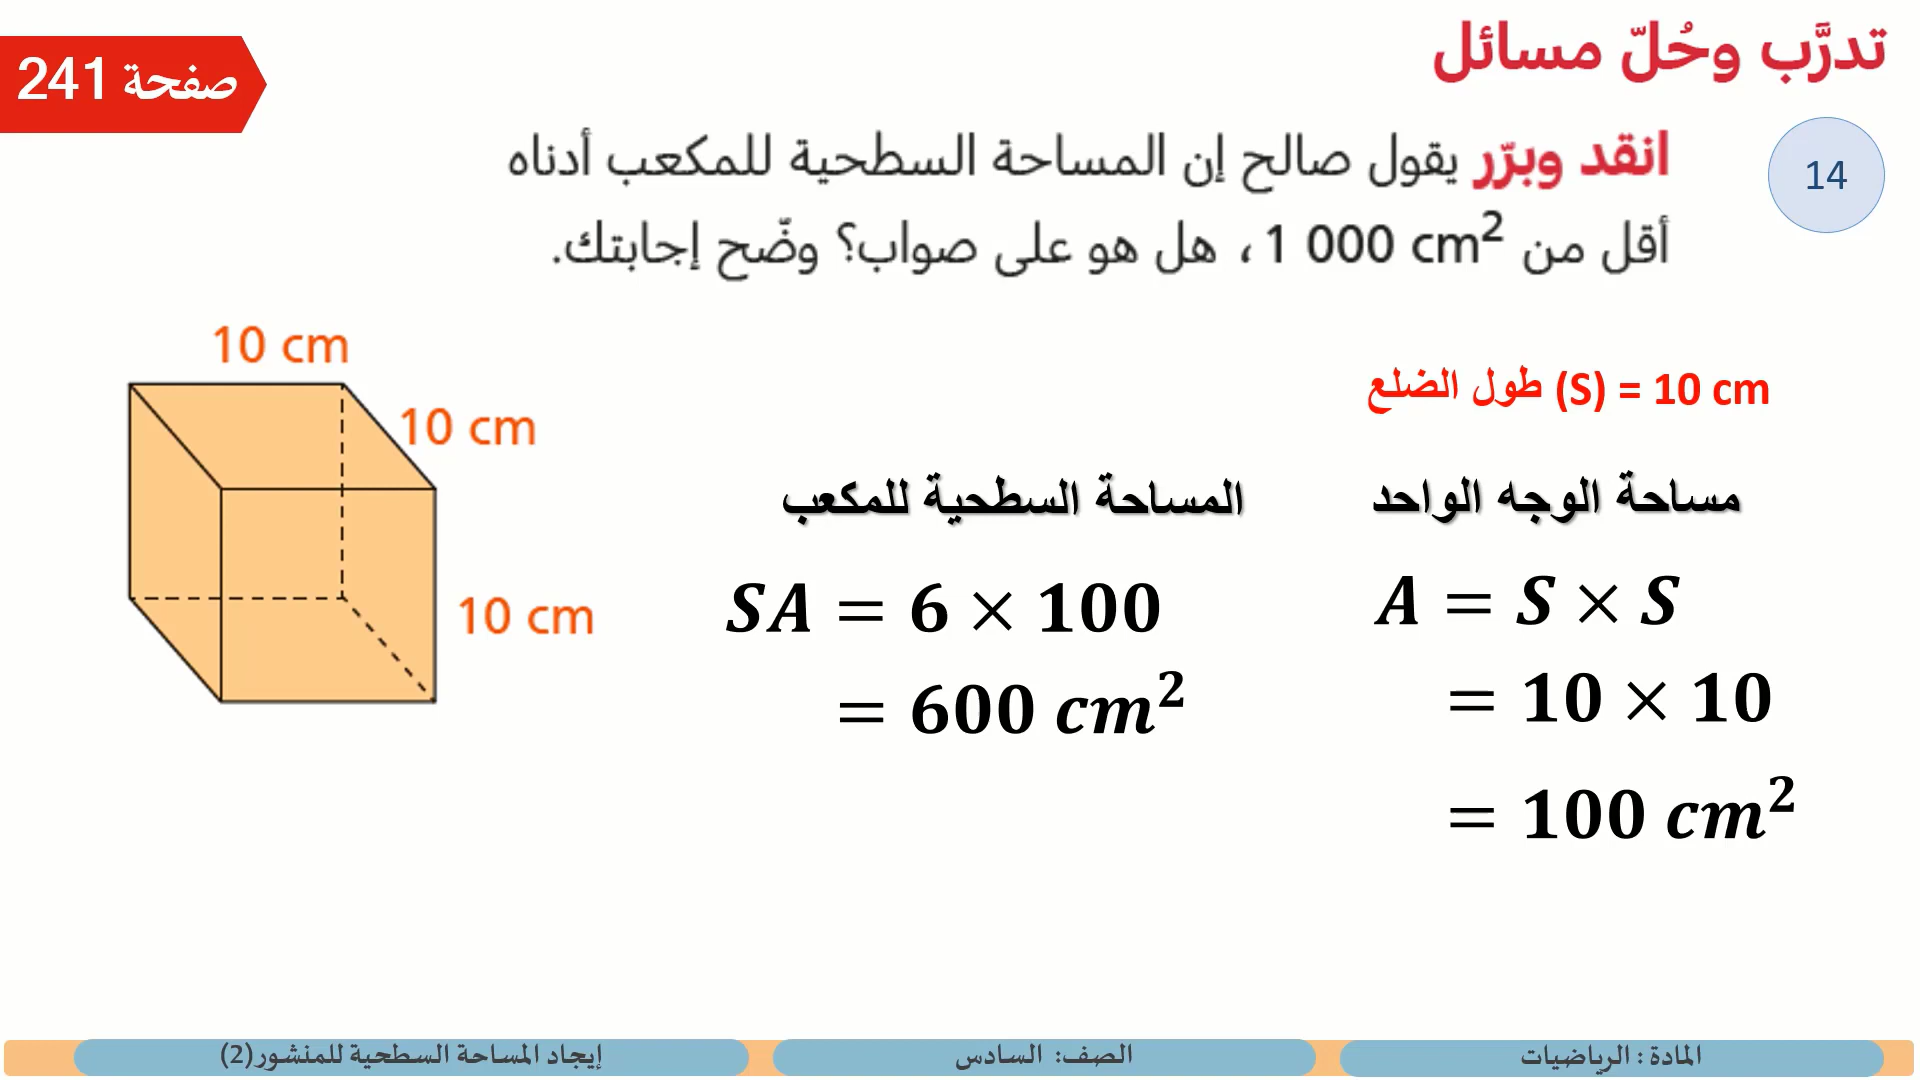 تدرَّب وحُلّ مسائل
صفحة 241
14
انقد وبرّر يقول صالح إن المساحة السطحية للمكعب أدناه
أقل من 1 000 cm²، هل هو على صواب؟ وضّح إجابتك.
10 cm
10 cm
10 cm
طول الضلع (S) = 10 cm
مساحة الوجه الواحد
A = S × S
= 10 × 10
= 100 cm²
المساحة السطحية للمكعب
SA = 6 × 100
= 600 cm²
المادة : الرياضيات
الصف: السادس
إيجاد المساحة السطحية للمنشور(2)